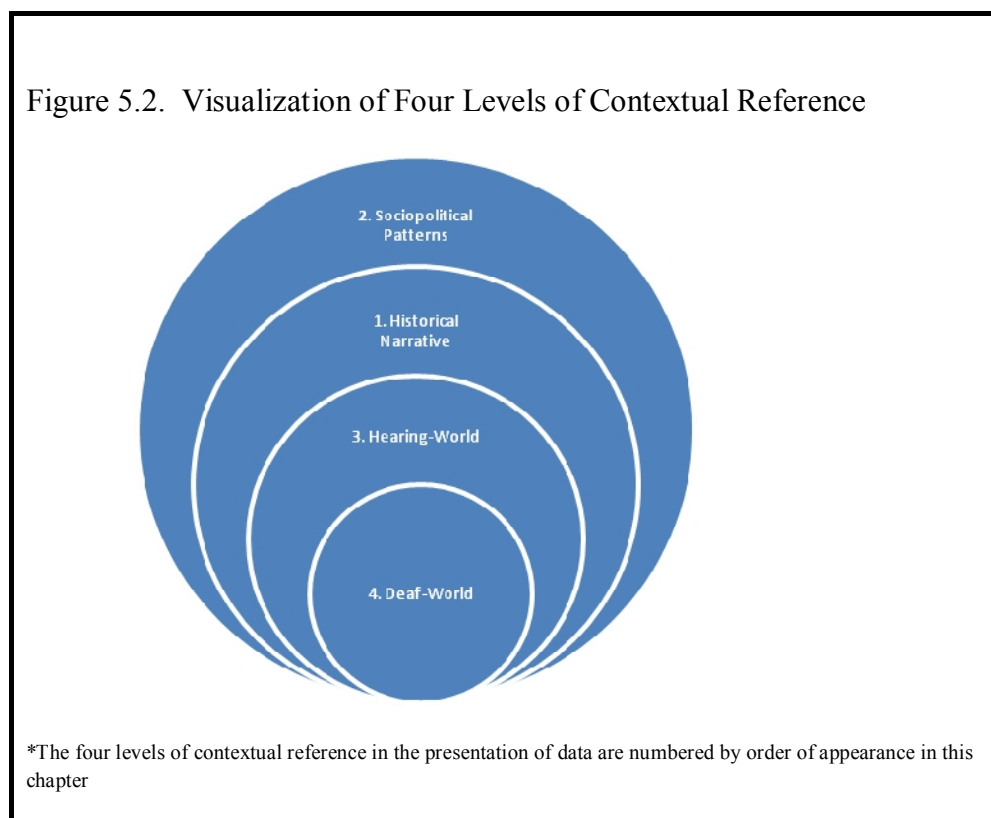 Figure 5.2.  Visualization of Four Levels of Contextual Reference
2. Sociopolitical
Patterns
1. Historical
Narrative
3. Hearing-World
4. Deaf-World
*The four levels of contextual reference in the presentation of data are numbered by order of appearance in this
chapter